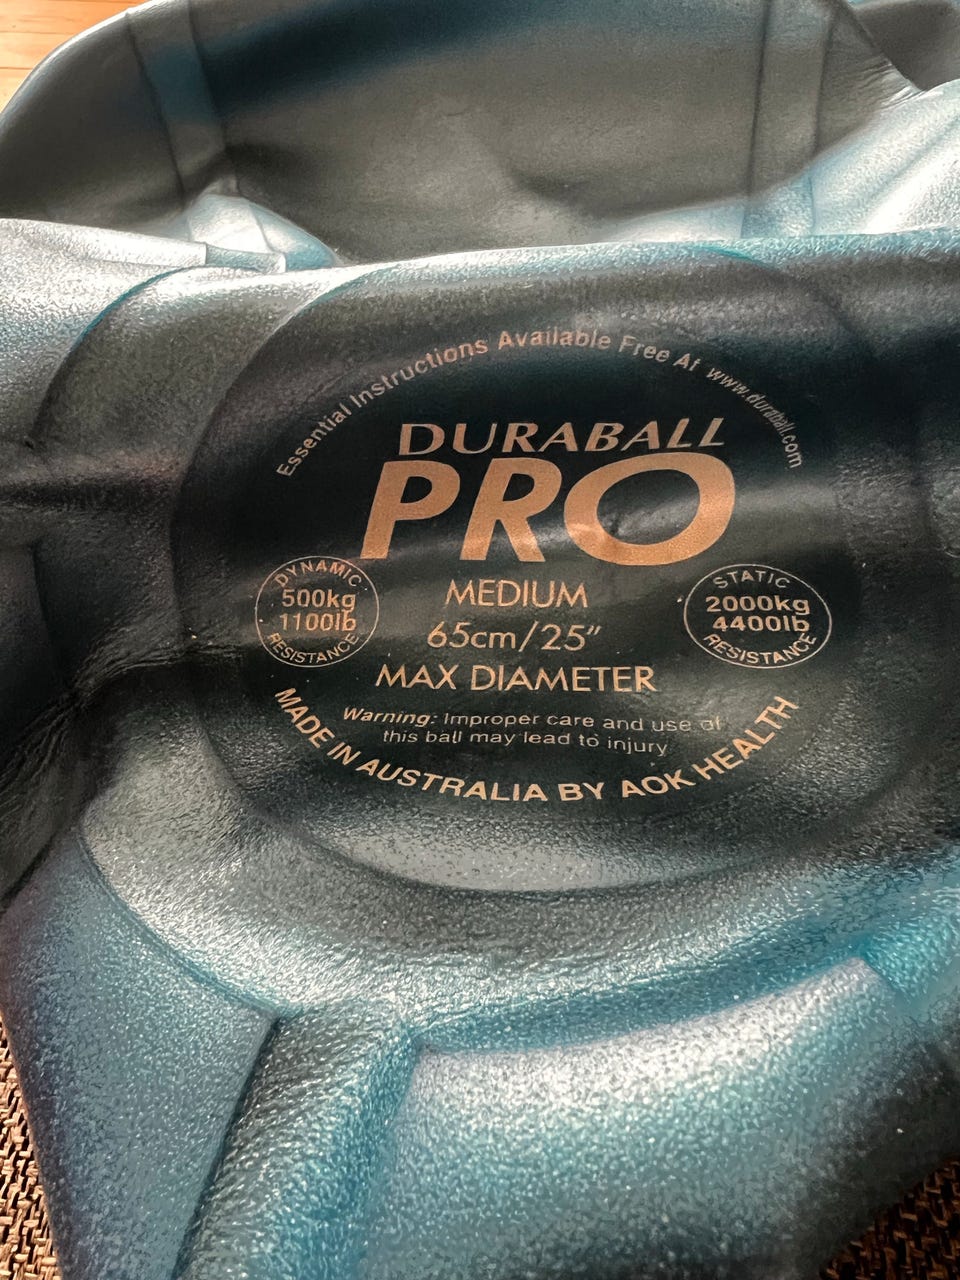 Essential Instructions Available Free At www.duraball.com
DURABALL
PRO
DYNAMIC
500kg
1100lb
RESISTANCE
MEDIUM
65cm/25"
MAX DIAMETER
STATIC
2000kg
4400lb
RESISTANCE
Warning: Improper care and use of
this ball may lead to injury
MADE IN AUSTRALIA BY AOK HEALTH